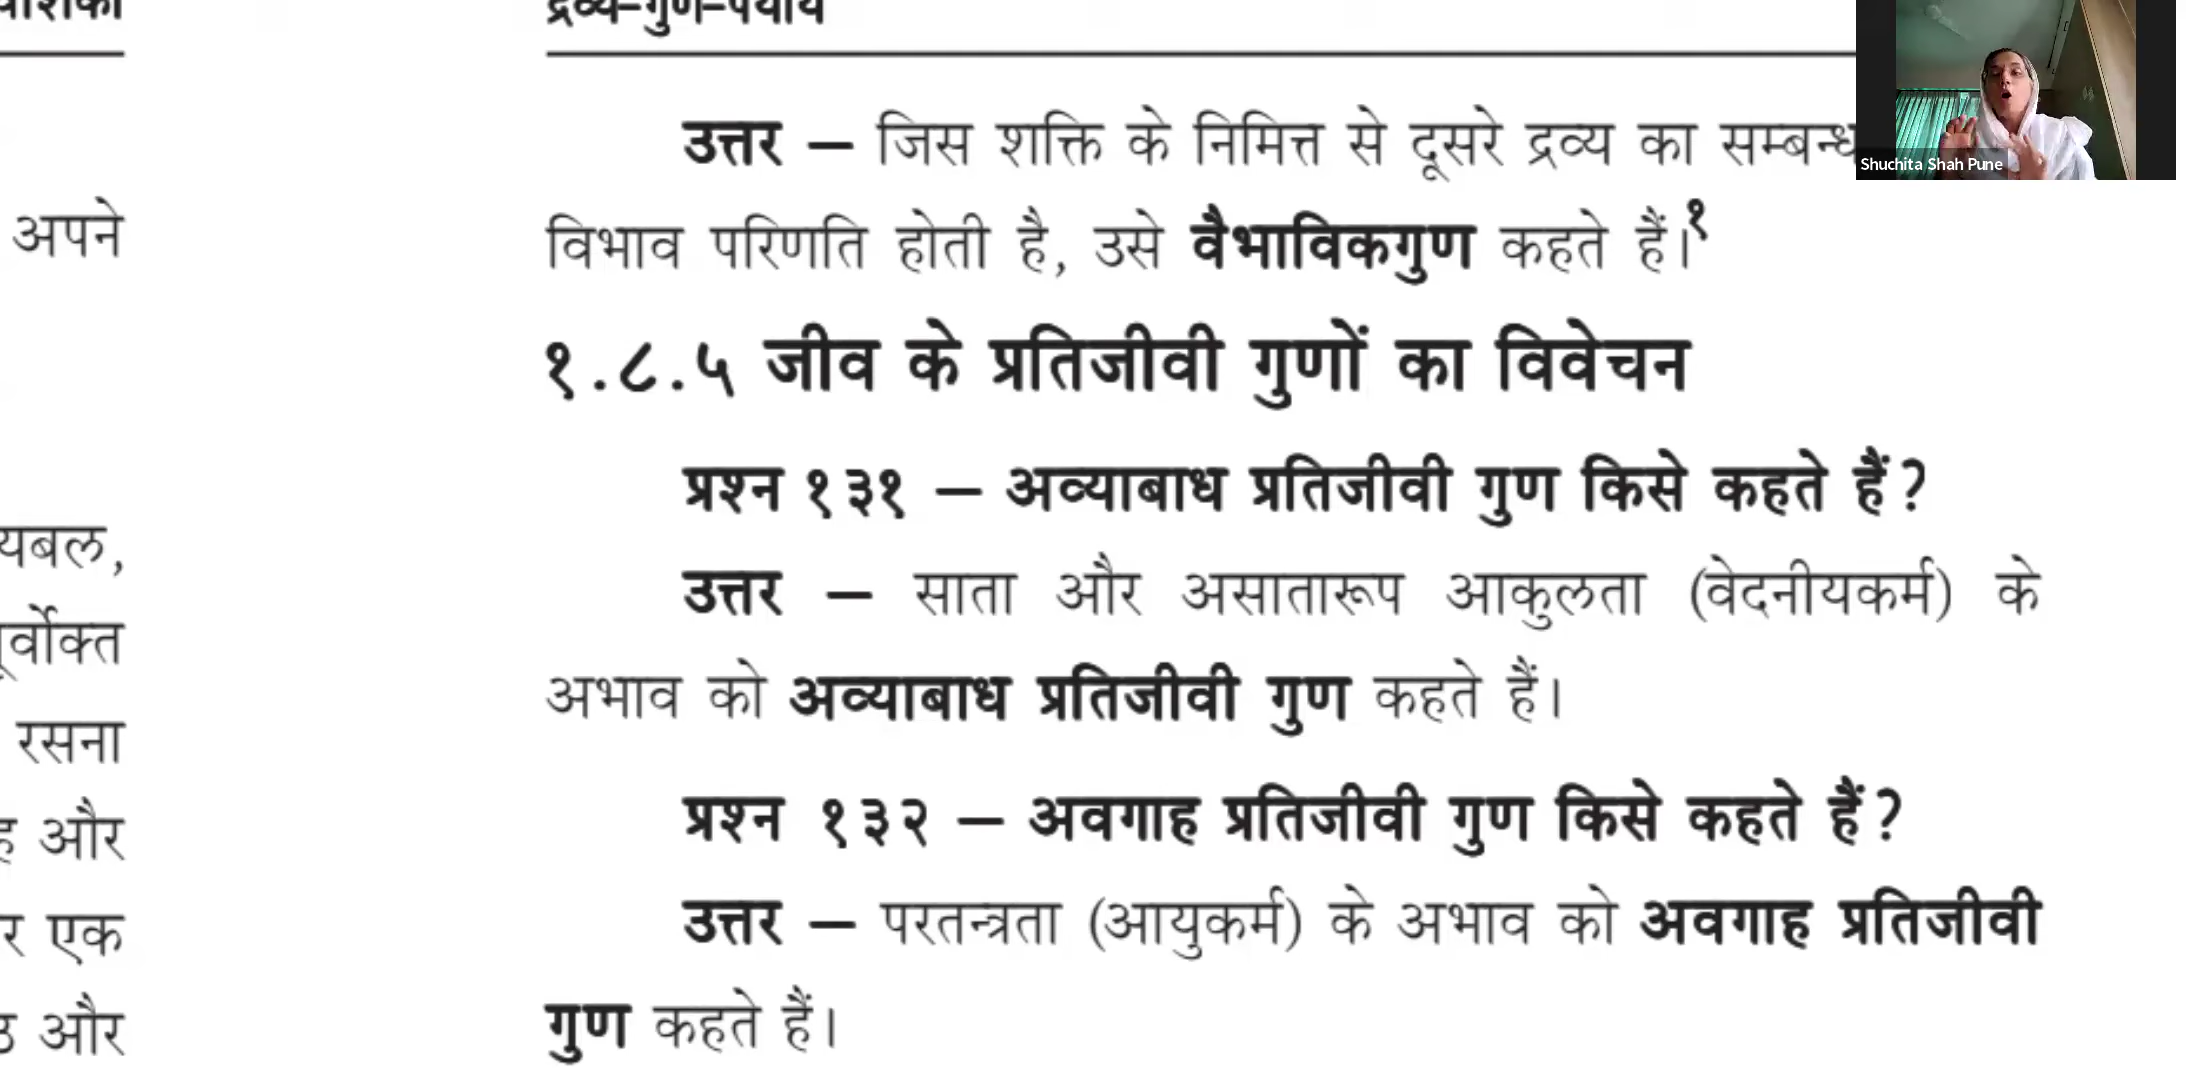 द्रव्य-गुण-पर्याय
अपने
यबल,
र्वोक्त
रसना
और
र एक
और
उत्तर — जिस शक्ति के निमित्त से दूसरे द्रव्य का सम्बन्ध
विभाव परिणति होती है, उसे वैभाविकगुण कहते हैं।१
१.८.५ जीव के प्रतिजीवी गुणों का विवेचन
प्रश्न १३१ — अव्याबाध प्रतिजीवी गुण किसे कहते हैं?
उत्तर — साता और असातारूप आकुलता (वेदनीयकर्म) के
अभाव को अव्याबाध प्रतिजीवी गुण कहते हैं।
प्रश्न १३२ — अवगाह प्रतिजीवी गुण किसे कहते हैं?
उत्तर — परतन्त्रता (आयुकर्म) के अभाव को अवगाह प्रतिजीवी
गुण कहते हैं।
Shuchita Shah Pune